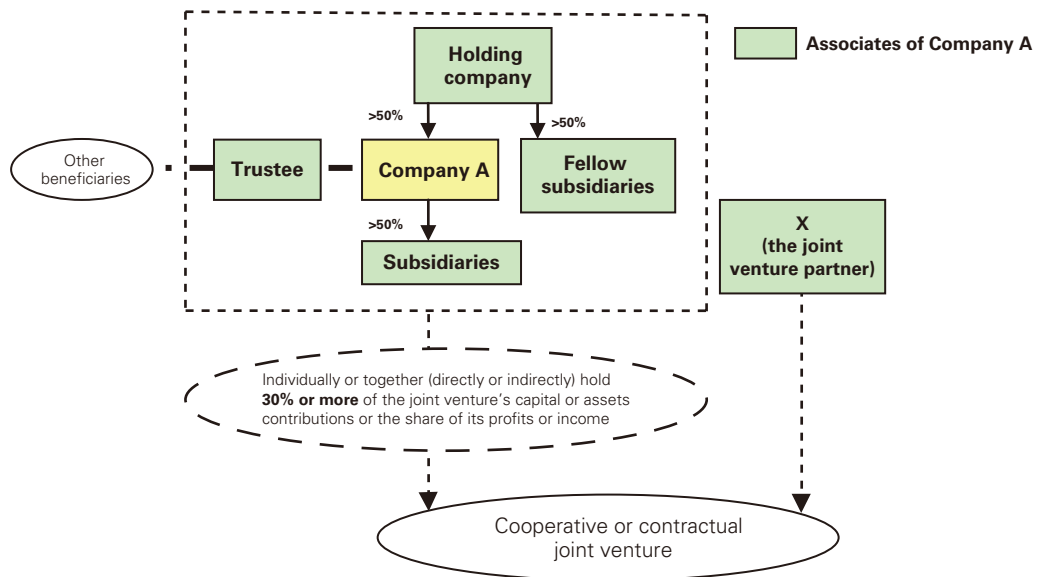 Associates of Company A
Holding
company
>50%
>50%
Other
beneficiaries
Trustee
Company A
Fellow
subsidiaries
>50%
Subsidiaries
X
(the joint
venture partner)
Individually or together (directly or indirectly) hold
30% or more of the joint venture's capital or assets
contributions or the share of its profits or income
Cooperative or contractual
joint venture